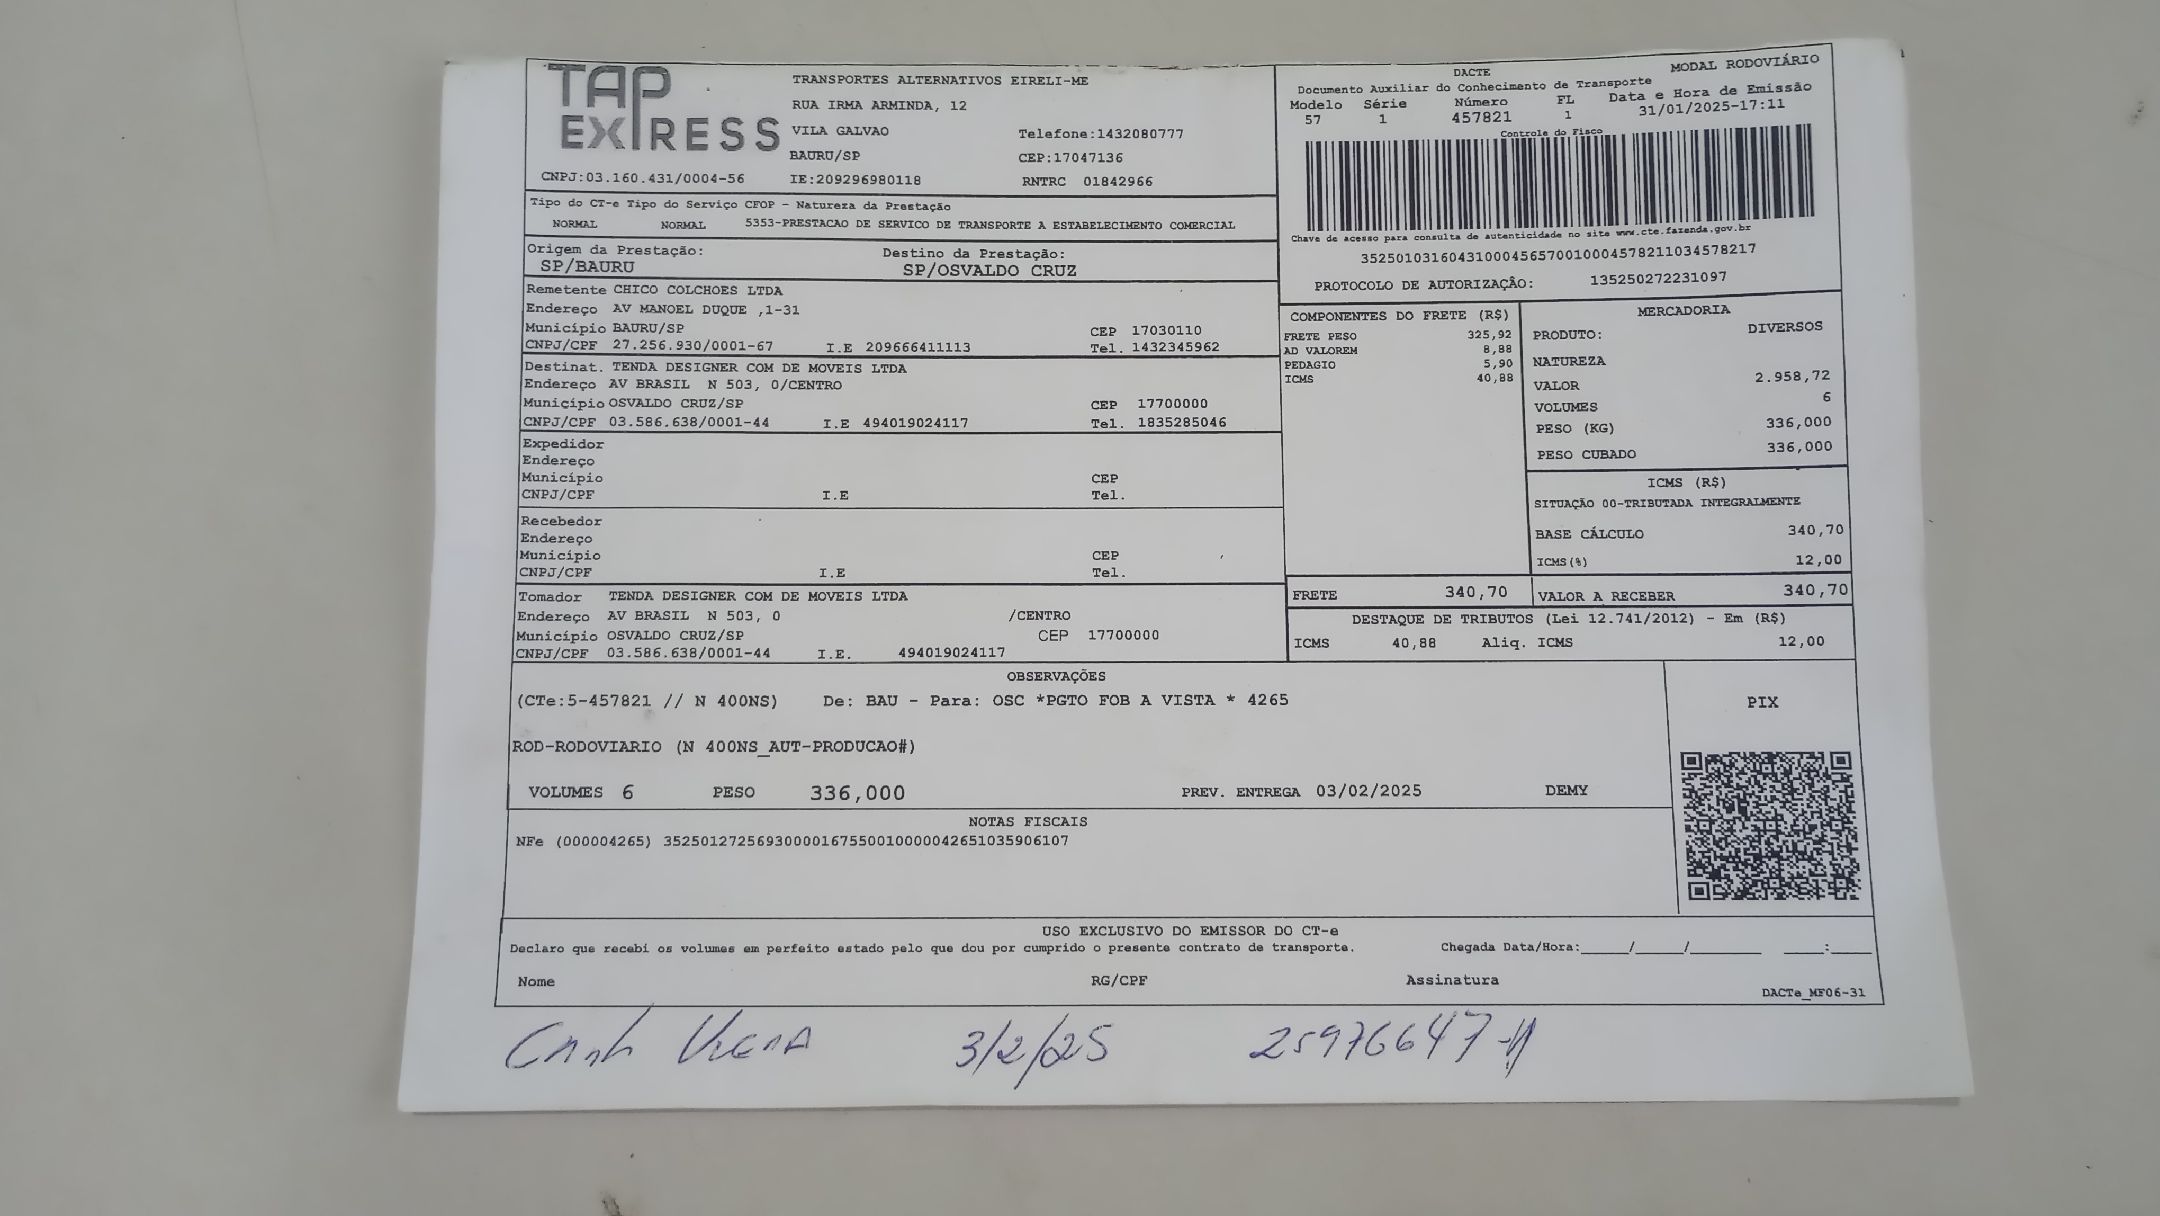 TAP EXPRESS
TRANSPORTES ALTERNATIVOS EIRELI-ME
RUA IRMA ARMINDA, 12
VILA GALVAO Telefone:1432080777
BAURU/SP CEP:17047136
CNPJ:03.160.431/0004-56 IE:209296980118 RNTRC 01842966
DACTE MODAL RODOVIÁRIO
Documento Auxiliar do Conhecimento de Transporte
Modelo Série Número FL Data e Hora de Emissão
57 1 457821 1 31/01/2025-17:11
Controle do Fisco
Chave de acesso para consulta de autenticidade no site www.cte.fazenda.gov.br
35250103160431000456570010004578211034578217
PROTOCOLO DE AUTORIZAÇÃO: 135250272231097
Tipo do CT-e Tipo do Serviço CFOP - Natureza da Prestação
NORMAL NORMAL 5353-PRESTACAO DE SERVICO DE TRANSPORTE A ESTABELECIMENTO COMERCIAL
Origem da Prestação: Destino da Prestação:
SP/BAURU SP/OSVALDO CRUZ
Remetente CHICO COLCHOES LTDA
Endereço AV MANOEL DUQUE ,1-31
Município BAURU/SP CEP 17030110
CNPJ/CPF 27.256.930/0001-67 I.E 209666411113 Tel. 1432345962
Destinat. TENDA DESIGNER COM DE MOVEIS LTDA
Endereço AV BRASIL N 503, 0/CENTRO
Município OSVALDO CRUZ/SP CEP 17700000
CNPJ/CPF 03.586.638/0001-44 I.E 494019024117 Tel. 1835285046
Expedidor
Endereço
Município CEP
CNPJ/CPF I.E Tel.
Recebedor
Endereço
Município CEP
CNPJ/CPF I.E Tel.
Tomador TENDA DESIGNER COM DE MOVEIS LTDA
Endereço AV BRASIL N 503, 0 /CENTRO
Município OSVALDO CRUZ/SP CEP 17700000
CNPJ/CPF 03.586.638/0001-44 I.E. 494019024117
COMPONENTES DO FRETE (R$)
FRETE PESO 325,92
AD VALOREM 8,88
PEDAGIO 5,90
ICMS 40,88
MERCADORIA
PRODUTO: DIVERSOS
NATUREZA
VALOR 2.958,72
VOLUMES 6
PESO (KG) 336,000
PESO CUBADO 336,000
ICMS (R$)
SITUAÇÃO 00-TRIBUTADA INTEGRALMENTE
BASE CÁLCULO 340,70
ICMS(%) 12,00
FRETE 340,70 VALOR A RECEBER 340,70
DESTAQUE DE TRIBUTOS (Lei 12.741/2012) - Em (R$)
ICMS 40,88 Aliq. ICMS 12,00
OBSERVAÇÕES
(CTe:5-457821 // N 400NS) De: BAU - Para: OSC *PGTO FOB A VISTA * 4265
ROD-RODOVIARIO (N 400NS_AUT-PRODUCAO#)
VOLUMES 6 PESO 336,000 PREV. ENTREGA 03/02/2025 DEMY
PIX
NOTAS FISCAIS
NFe (000004265) 35250127256930000167550010000042651035906107
USO EXCLUSIVO DO EMISSOR DO CT-e
Declaro que recebi os volumes em perfeito estado pelo que dou por cumprido o presente contrato de transporte. Chegada Data/Hora:____/____/______ ____:____
Nome RG/CPF Assinatura
DACTe_MF06-31
3/2/25 25976647